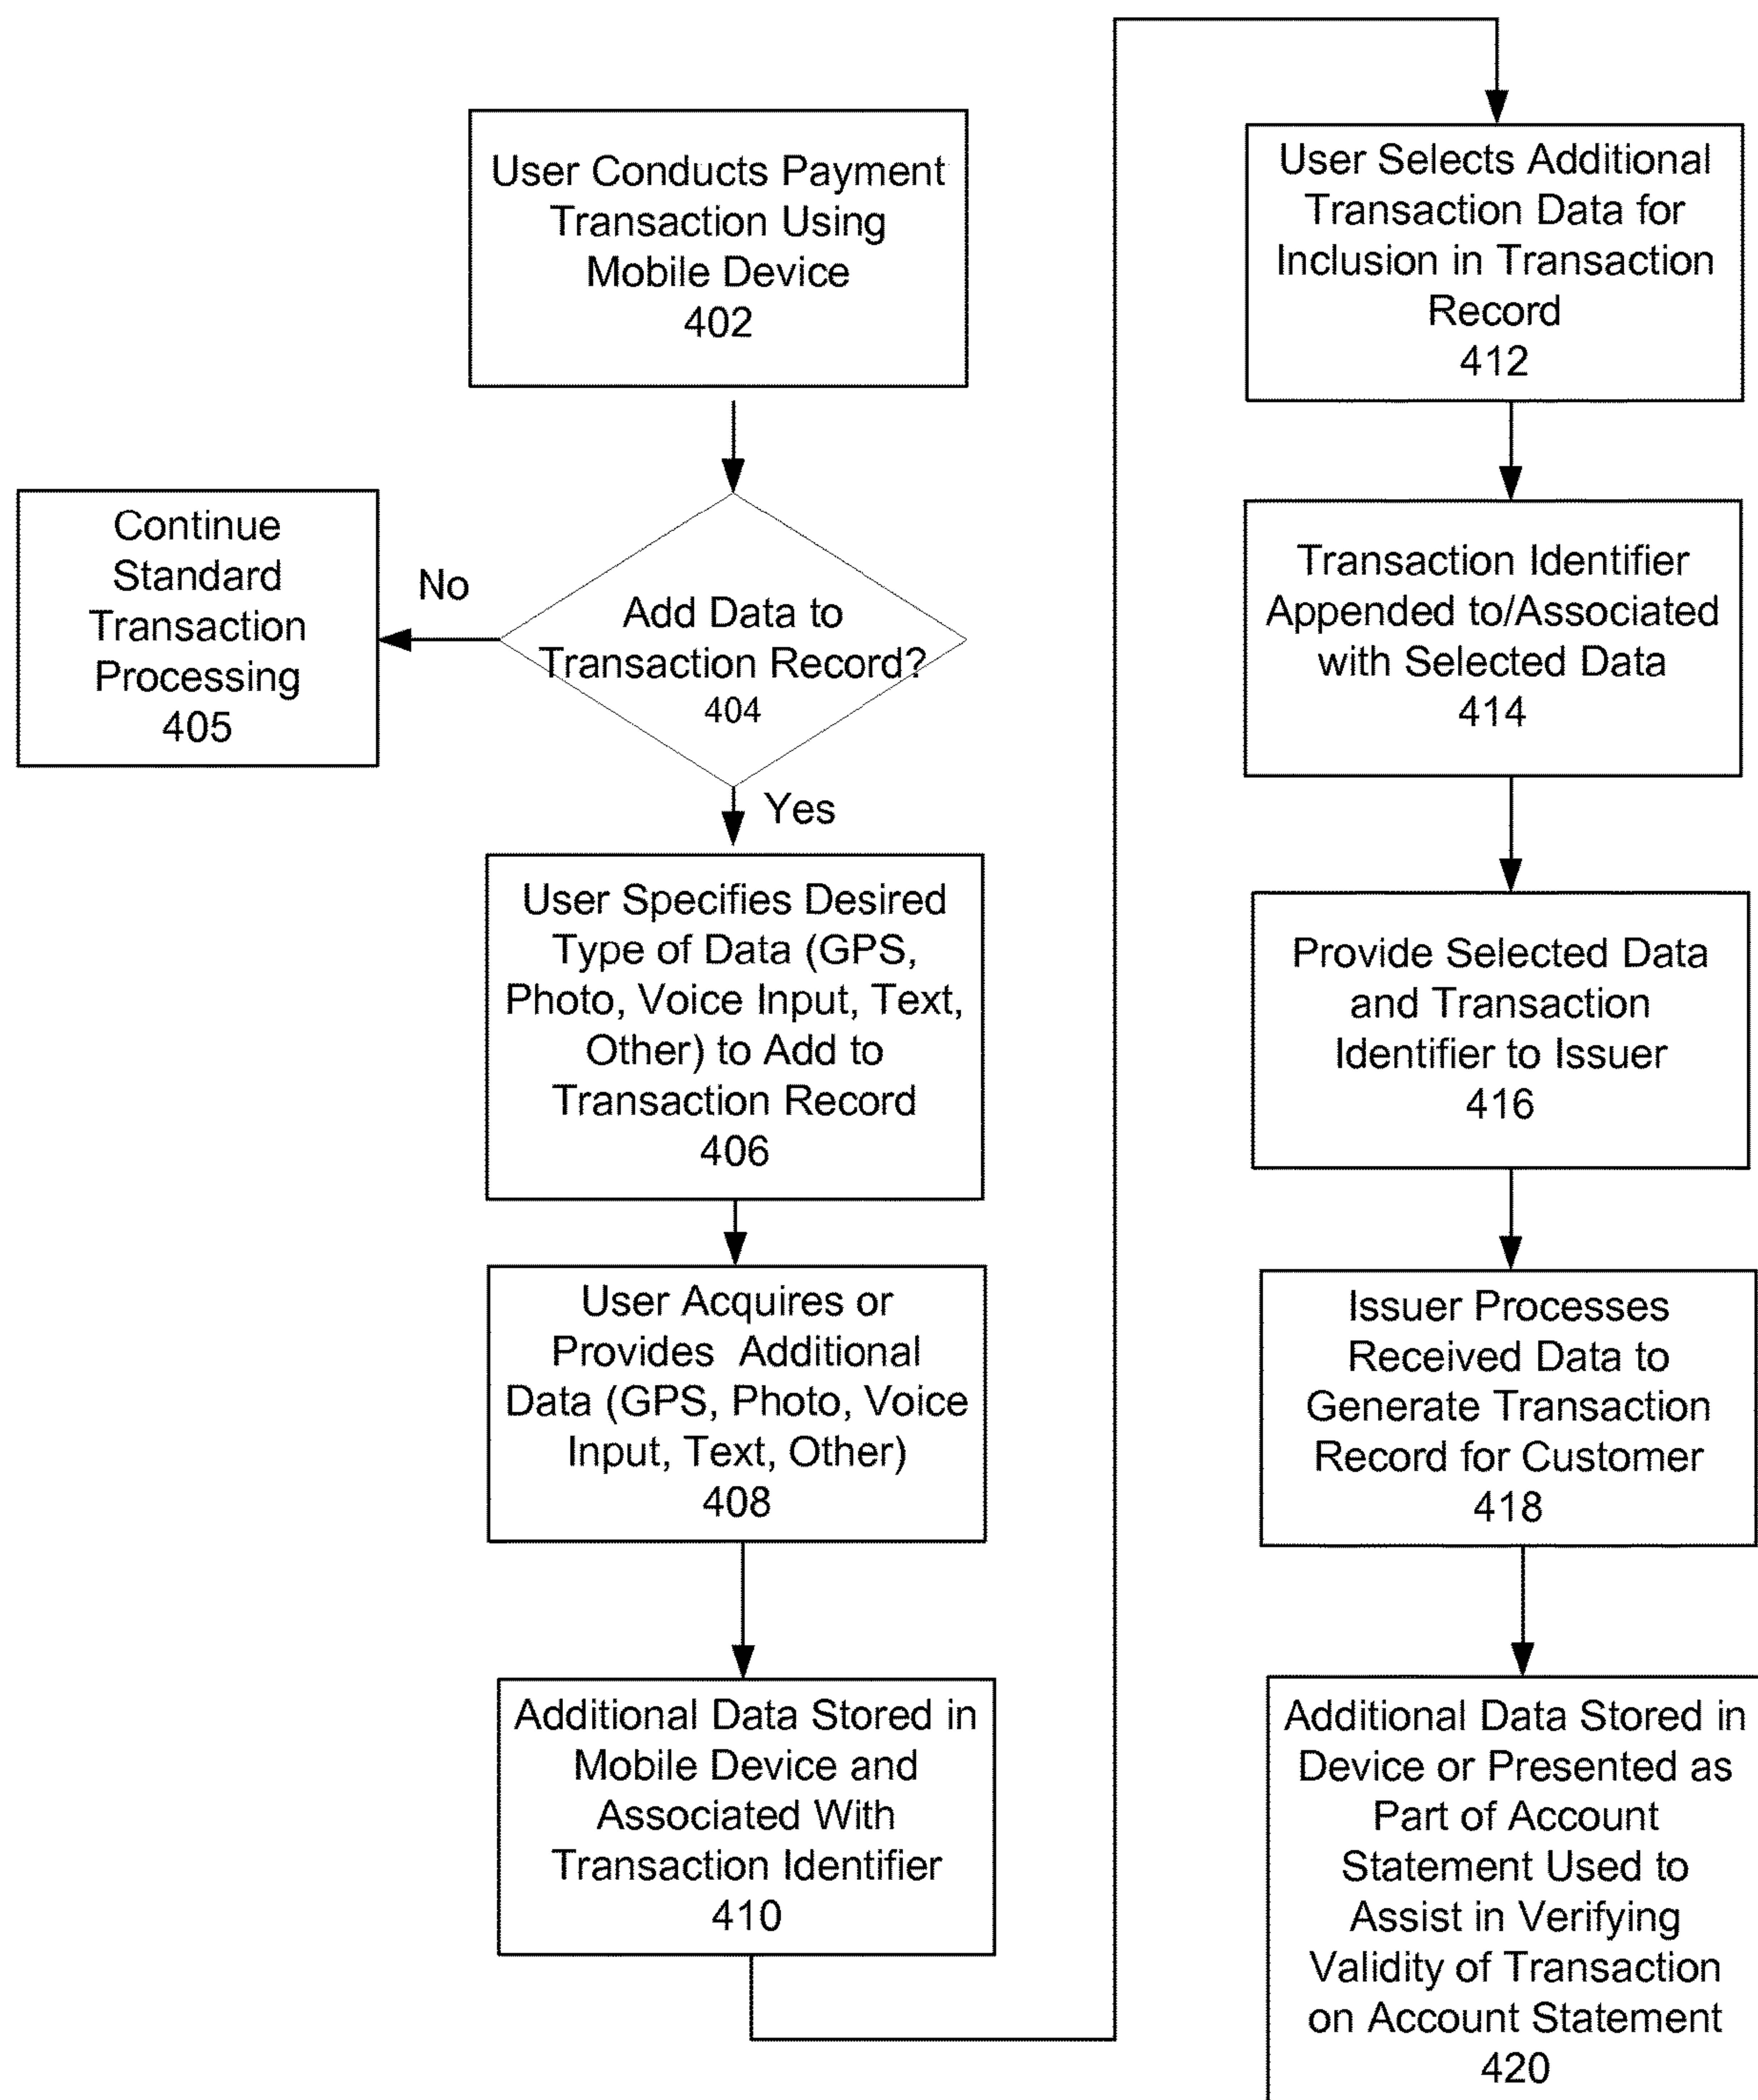 User Conducts Payment
Transaction Using
Mobile Device
402
Continue
Standard
Transaction
Processing
405
No
Add Data to
Transaction Record?
404
Yes
User Specifies Desired
Type of Data (GPS,
Photo, Voice Input, Text,
Other) to Add to
Transaction Record
406
User Acquires or
Provides  Additional
Data (GPS, Photo, Voice
Input, Text, Other)
408
Additional Data Stored in
Mobile Device and
Associated With
Transaction Identifier
410
User Selects Additional
Transaction Data for
Inclusion in Transaction
Record
412
Transaction Identifier
Appended to/Associated
with Selected Data
414
Provide Selected Data
and Transaction
Identifier to Issuer
416
Issuer Processes
Received Data to
Generate Transaction
Record for Customer
418
Additional Data Stored in
Device or Presented as
Part of Account
Statement Used to
Assist in Verifying
Validity of Transaction
on Account Statement
420